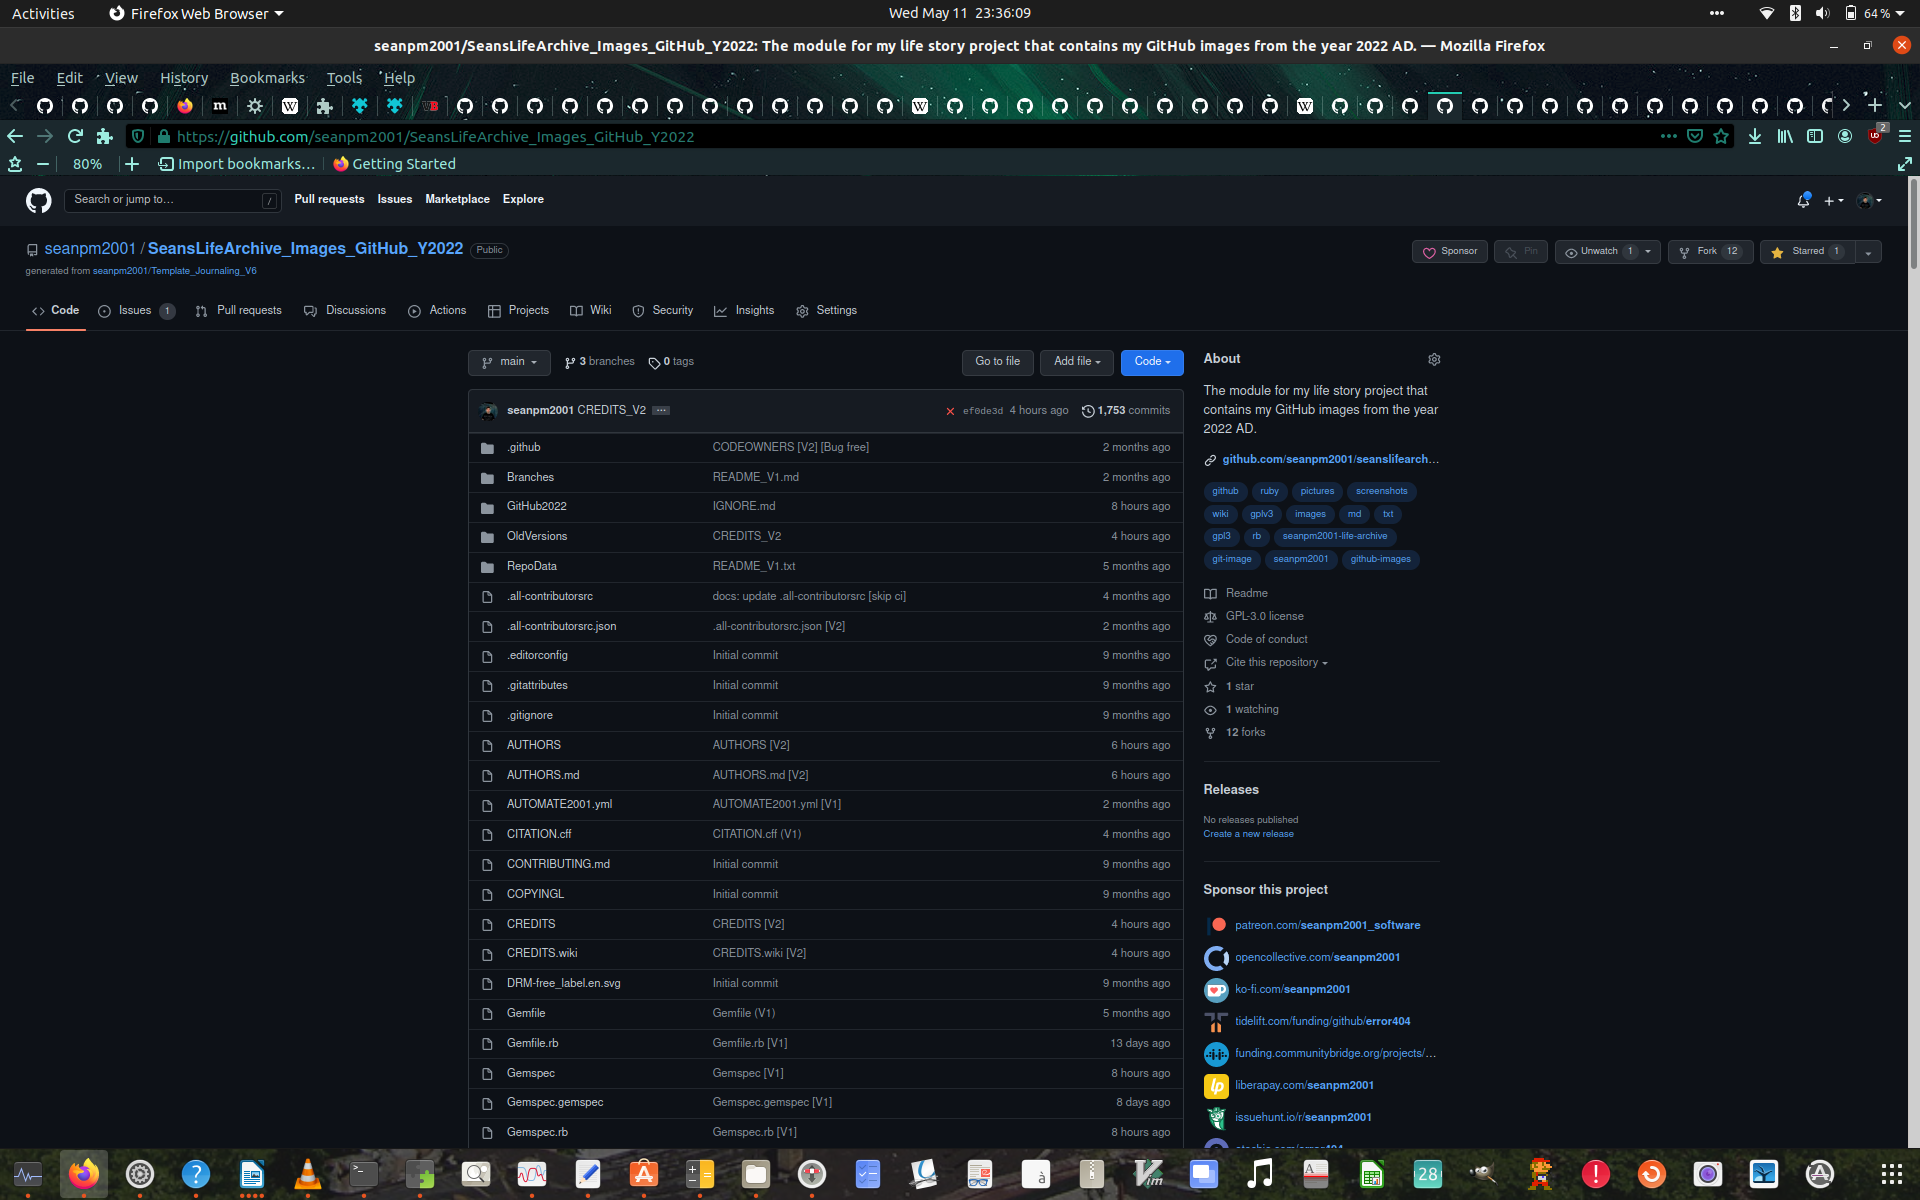 Activities Firefox Web Browser Wed May 11 23:36:09 64 %
seanpm2001/SeansLifeArchive_Images_GitHub_Y2022: The module for my life story project that contains my GitHub images from the year 2022 AD. — Mozilla Firefox
File Edit View History Bookmarks Tools Help
https://github.com/seanpm2001/SeansLifeArchive_Images_GitHub_Y2022 2
80% Import bookmarks... Getting Started
Search or jump to... / Pull requests Issues Marketplace Explore
seanpm2001 / SeansLifeArchive_Images_GitHub_Y2022 Public Sponsor Pin Unwatch 1 Fork 12 Starred 1
generated from seanpm2001/Template_Journaling_V6
Code Issues 1 Pull requests Discussions Actions Projects Wiki Security Insights Settings
main 3 branches 0 tags Go to file Add file Code
seanpm2001 CREDITS_V2 ... ef0de3d 4 hours ago 1,753 commits
.github CODEOWNERS [V2] [Bug free] 2 months ago
Branches README_V1.md 2 months ago
GitHub2022 IGNORE.md 8 hours ago
OldVersions CREDITS_V2 4 hours ago
RepoData README_V1.txt 5 months ago
.all-contributorsrc docs: update .all-contributorsrc [skip ci] 4 months ago
.all-contributorsrc.json .all-contributorsrc.json [V2] 2 months ago
.editorconfig Initial commit 9 months ago
.gitattributes Initial commit 9 months ago
.gitignore Initial commit 9 months ago
AUTHORS AUTHORS [V2] 6 hours ago
AUTHORS.md AUTHORS.md [V2] 6 hours ago
AUTOMATE2001.yml AUTOMATE2001.yml [V1] 2 months ago
CITATION.cff CITATION.cff (V1) 4 months ago
CONTRIBUTING.md Initial commit 9 months ago
COPYINGL Initial commit 9 months ago
CREDITS CREDITS [V2] 4 hours ago
CREDITS.wiki CREDITS.wiki [V2] 4 hours ago
DRM-free_label.en.svg Initial commit 9 months ago
Gemfile Gemfile (V1) 5 months ago
Gemfile.rb Gemfile.rb [V1] 13 days ago
Gemspec Gemspec [V1] 8 hours ago
Gemspec.gemspec Gemspec.gemspec [V1] 8 days ago
Gemspec.rb Gemspec.rb [V1] 8 hours ago
About
The module for my life story project that
contains my GitHub images from the year
2022 AD.
github.com/seanpm2001/seanslifearch...
github ruby pictures screenshots
wiki gplv3 images md txt
gpl3 rb seanpm2001-life-archive
git-image seanpm2001 github-images
Readme
GPL-3.0 license
Code of conduct
Cite this repository
1 star
1 watching
12 forks
Releases
No releases published
Create a new release
Sponsor this project
patreon.com/seanpm2001_software
opencollective.com/seanpm2001
ko-fi.com/seanpm2001
tidelift.com/funding/github/error404
funding.communitybridge.org/projects/...
liberapay.com/seanpm2001
issuehunt.io/r/seanpm2001
28